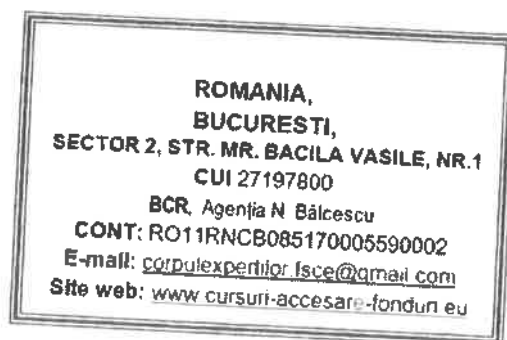 ROMANIA,
BUCURESTI,
SECTOR 2, STR. MR. BACILA VASILE, NR.1
CUI 27197800
BCR, Agenția N. Bălcescu
CONT: RO11RNCB085170005590002
E-mail: corpulexpertilor.fsce@gmail.com
Site web: www.cursuri-accesare-fonduri.eu